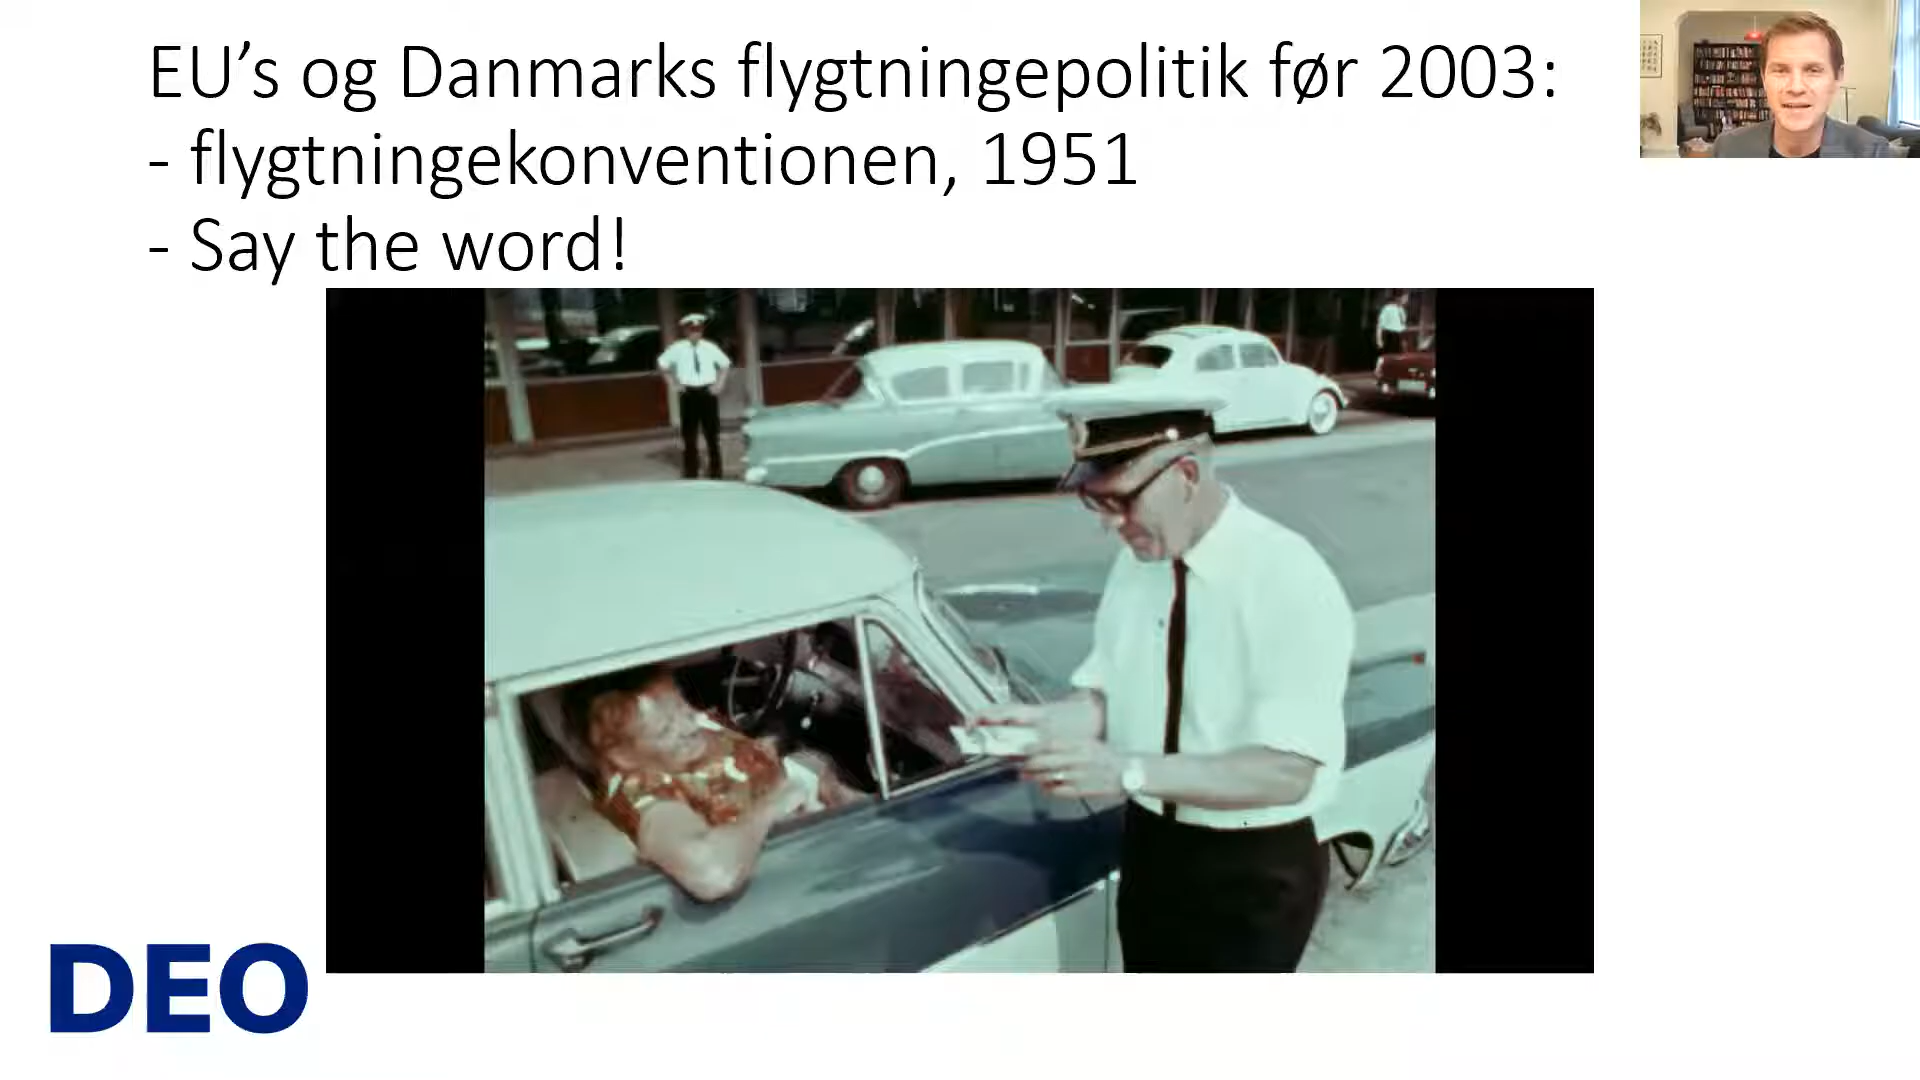 EU’s og Danmarks flygtningepolitik før 2003:
- flygtningekonventionen, 1951
- Say the word!
DEO